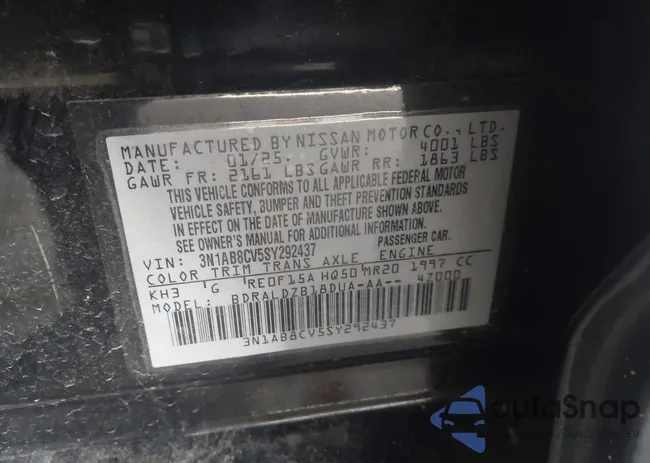 MANUFACTURED BY NISSAN MOTOR CO., LTD.
DATE: 01/25 GVWR: 4001 LBS
GAWR FR: 2161 LBS GAWR RR: 1863 LBS
THIS VEHICLE CONFORMS TO ALL APPLICABLE FEDERAL MOTOR
VEHICLE SAFETY, BUMPER AND THEFT PREVENTION STANDARDS
IN EFFECT ON THE DATE OF MANUFACTURE SHOWN ABOVE.
SEE OWNER'S MANUAL FOR ADDITIONAL INFORMATION
VIN: 3N1AB8CV5SY292437 PASSENGER CAR.
COLOR TRIM TRANS AXLE ENGINE
KH3 G RE0F15A HQ50 MR20 1997 CC
MODEL: BDRALDZB18DUA-AA-- 47000
3N1AB8CV5SY292437
autoSnap